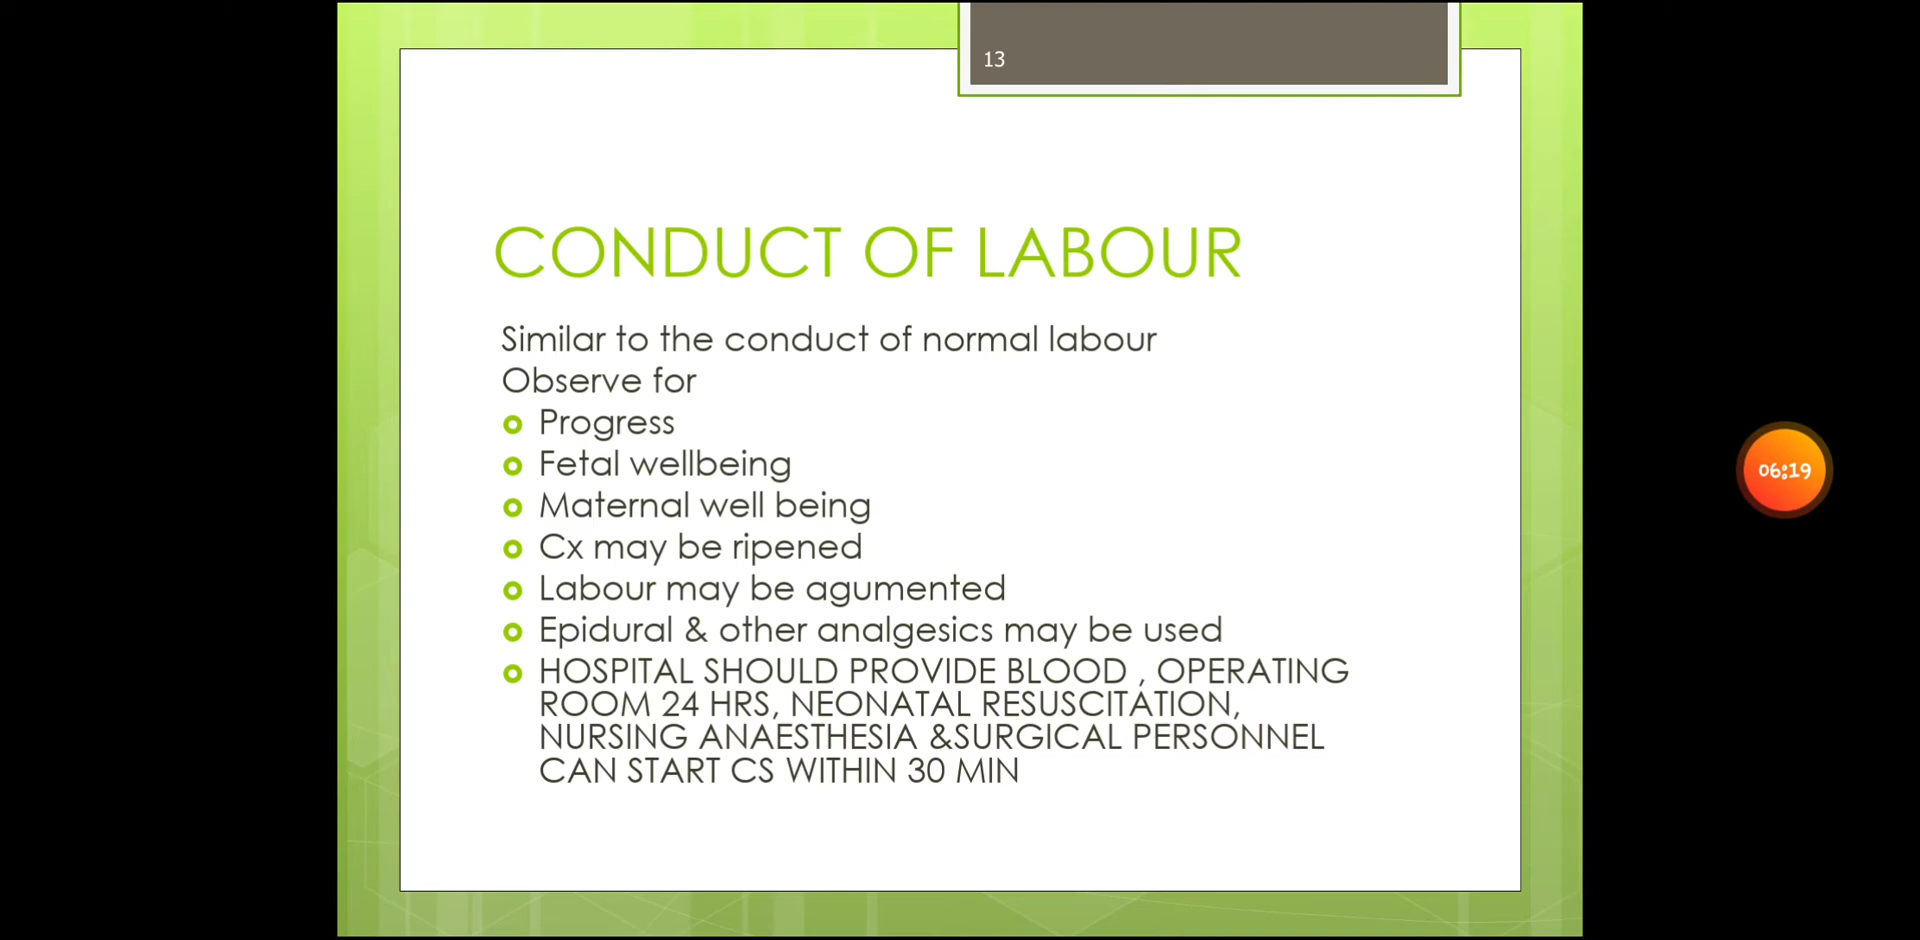 13
CONDUCT OF LABOUR
Similar to the conduct of normal labour
Observe for
Progress
Fetal wellbeing
Maternal well being
Cx may be ripened
Labour may be agumented
Epidural & other analgesics may be used
HOSPITAL SHOULD PROVIDE BLOOD , OPERATING
ROOM 24 HRS, NEONATAL RESUSCITATION,
NURSING ANAESTHESIA &SURGICAL PERSONNEL
CAN START CS WITHIN 30 MIN
06:19